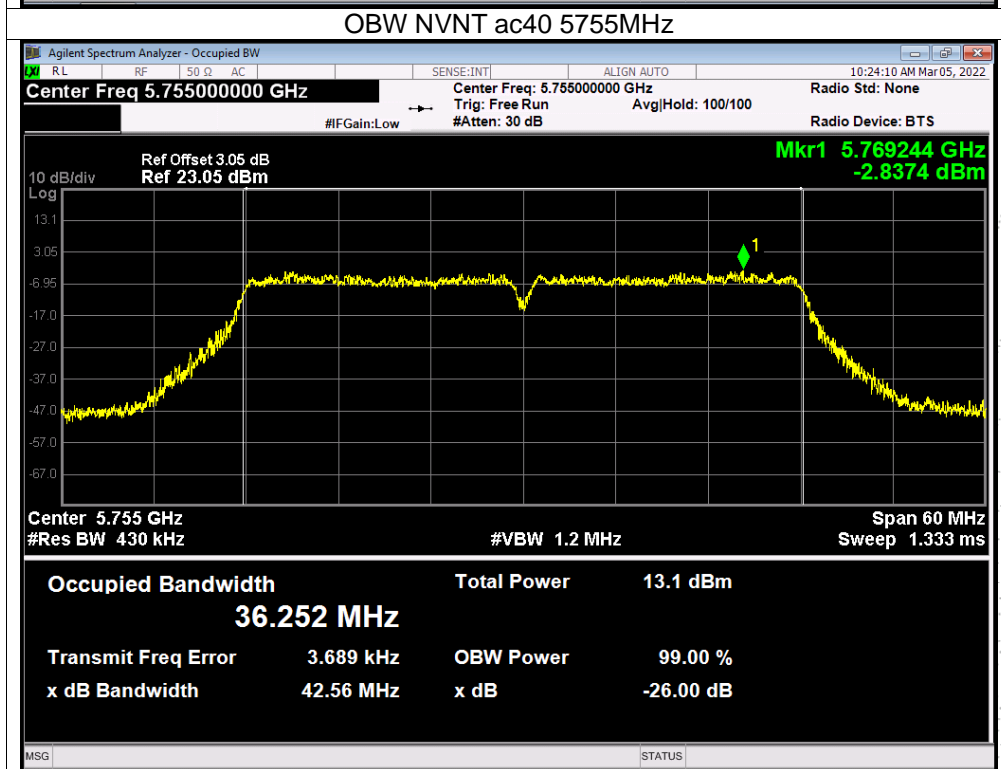 OBW NVNT ac40 5755MHz
Agilent Spectrum Analyzer - Occupied BW
LXI RL RF 50 Ω AC SENSE:INT ALIGN AUTO 10:24:10 AM Mar 05, 2022
Center Freq 5.755000000 GHz Center Freq: 5.755000000 GHz Radio Std: None
Trig: Free Run Avg|Hold: 100/100
#IFGain:Low #Atten: 30 dB Radio Device: BTS
Ref Offset 3.05 dB Mkr1 5.769244 GHz
10 dB/div Ref 23.05 dBm -2.8374 dBm
Log
13.1
3.05
1
-6.95
-17.0
-27.0
-37.0
-47.0
-57.0
-67.0
Center 5.755 GHz Span 60 MHz
#Res BW 430 kHz #VBW 1.2 MHz Sweep 1.333 ms
Occupied Bandwidth Total Power 13.1 dBm
36.252 MHz
Transmit Freq Error 3.689 kHz OBW Power 99.00 %
x dB Bandwidth 42.56 MHz x dB -26.00 dB
MSG STATUS